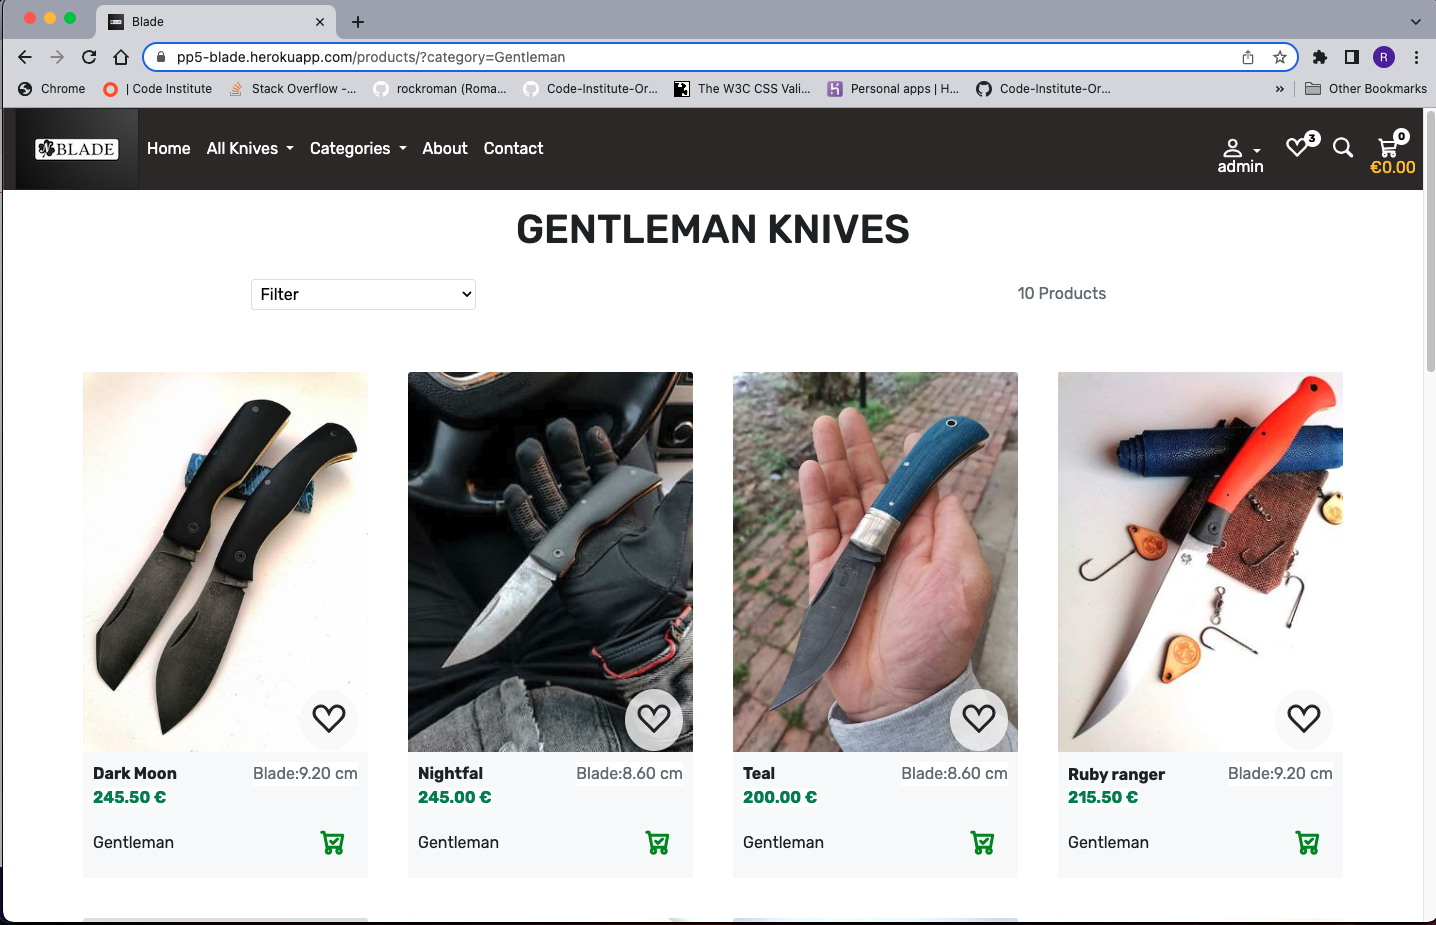 Blade
pp5-blade.herokuapp.com/products/?category=Gentleman
R
Chrome
| Code Institute
Stack Overflow -...
rockroman (Roma...
Code-Institute-Or...
The W3C CSS Vali...
Personal apps | H...
Code-Institute-Or...
»
Other Bookmarks
BLADE
Home
All Knives
Categories
About
Contact
admin
3
0
€0.00
GENTLEMAN KNIVES
Filter
10 Products
Dark Moon
Blade:9.20 cm
245.50 €
Gentleman
Nightfal
Blade:8.60 cm
245.00 €
Gentleman
Teal
Blade:8.60 cm
200.00 €
Gentleman
Ruby ranger
Blade:9.20 cm
215.50 €
Gentleman